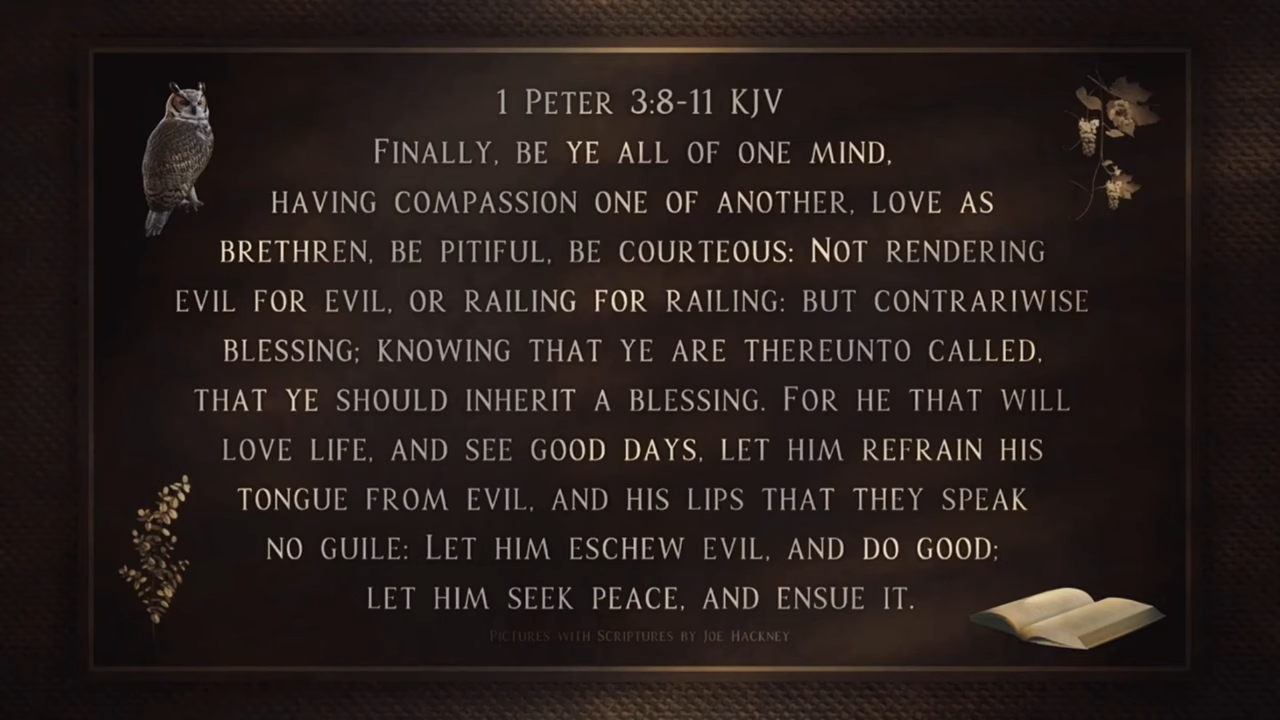 1 Peter 3:8-11 KJV
Finally, be ye all of one mind,
having compassion one of another, love as
brethren, be pitiful, be courteous: Not rendering
evil for evil, or railing for railing: but contrariwise
blessing; knowing that ye are thereunto called,
that ye should inherit a blessing. For he that will
love life, and see good days, let him refrain his
tongue from evil, and his lips that they speak
no guile: Let him eschew evil, and do good;
let him seek peace, and ensue it.
Pictures with Scriptures by Joe Hackney